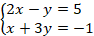 2x − y = 5
x + 3y = −1